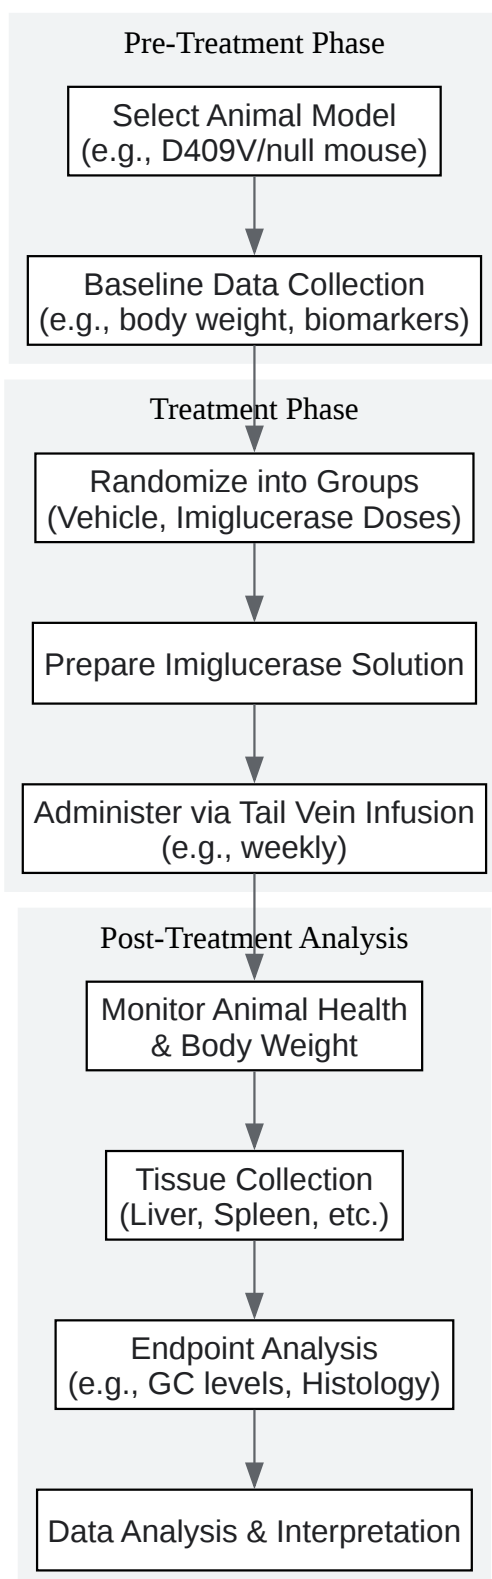 Pre-Treatment Phase
Select Animal Model
(e.g., D409V/null mouse)
Baseline Data Collection
(e.g., body weight, biomarkers)
Treatment Phase
Randomize into Groups
(Vehicle, Imiglucerase Doses)
Prepare Imiglucerase Solution
Administer via Tail Vein Infusion
(e.g., weekly)
Post-Treatment Analysis
Monitor Animal Health
& Body Weight
Tissue Collection
(Liver, Spleen, etc.)
Endpoint Analysis
(e.g., GC levels, Histology)
Data Analysis & Interpretation